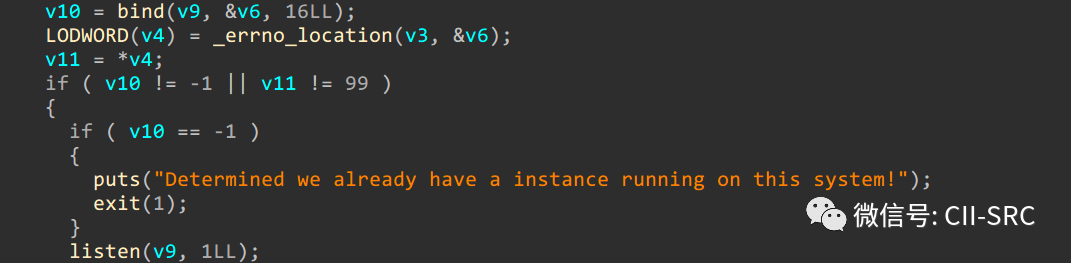 v10 = bind(v9, &v6, 16LL);
LODWORD(v4) = _errno_location(v3, &v6);
v11 = *v4;
if ( v10 != -1 || v11 != 99 )
{
if ( v10 == -1 )
{
puts("Determined we already have a instance running on this system!");
exit(1);
}
listen(v9, 1LL);
微信号: CII-SRC